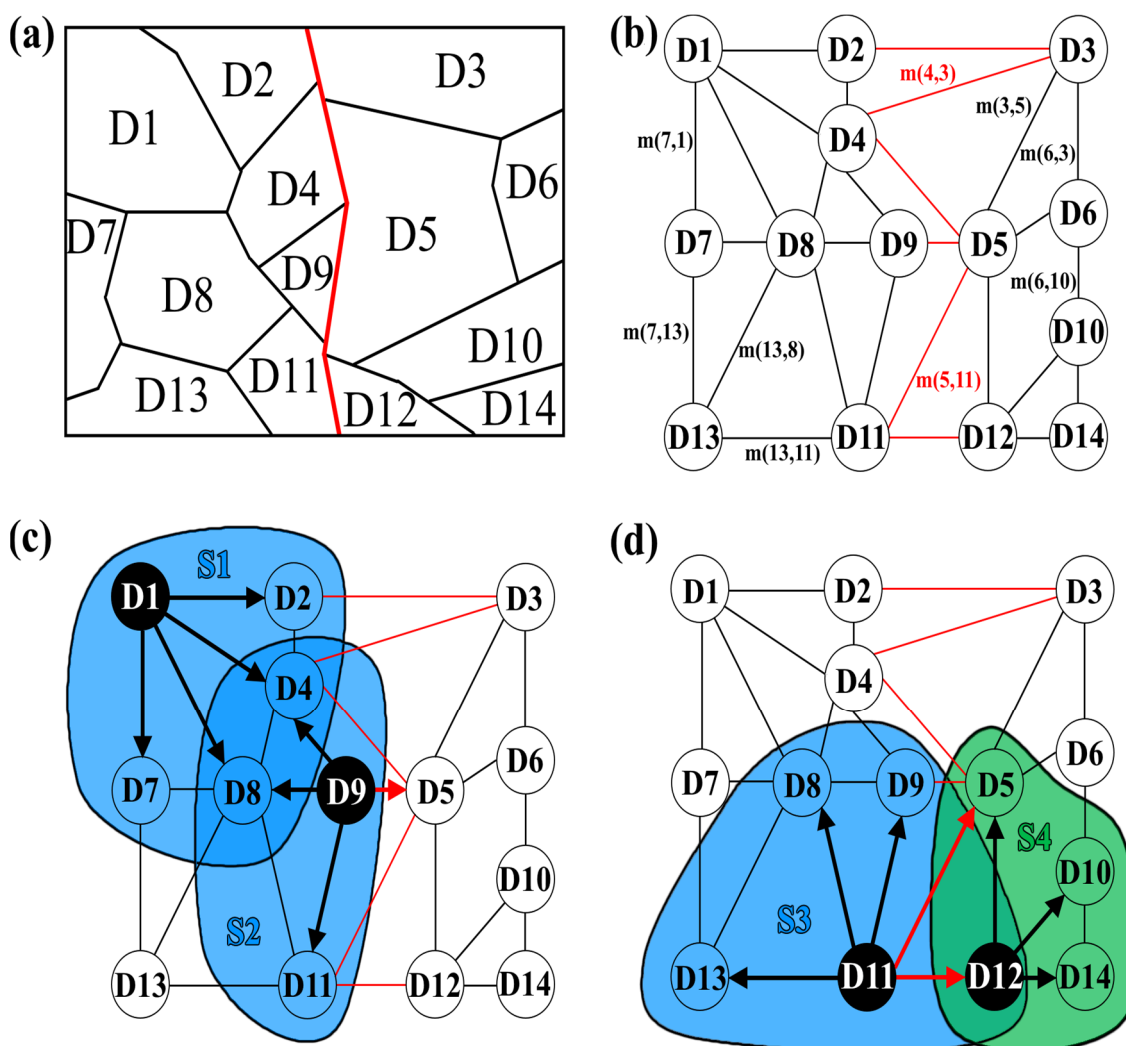 (a)
D1
D2
D3
D4
D5
D6
D7
D8
D9
D10
D11
D12
D13
D14
(b)
D1
D2
D3
m(4,3)
m(3,5)
m(7,1)
D4
m(6,3)
D6
D7
D8
D9
D5
m(6,10)
D10
m(7,13)
m(13,8)
m(5,11)
D13
m(13,11)
D11
D12
D14
(c)
S1
D1
D2
D3
D4
D6
D7
D8
D9
D5
D10
S2
D13
D11
D12
D14
(d)
D1
D2
D3
D4
D6
D7
D8
D9
D5
S4
D10
S3
D13
D11
D12
D14